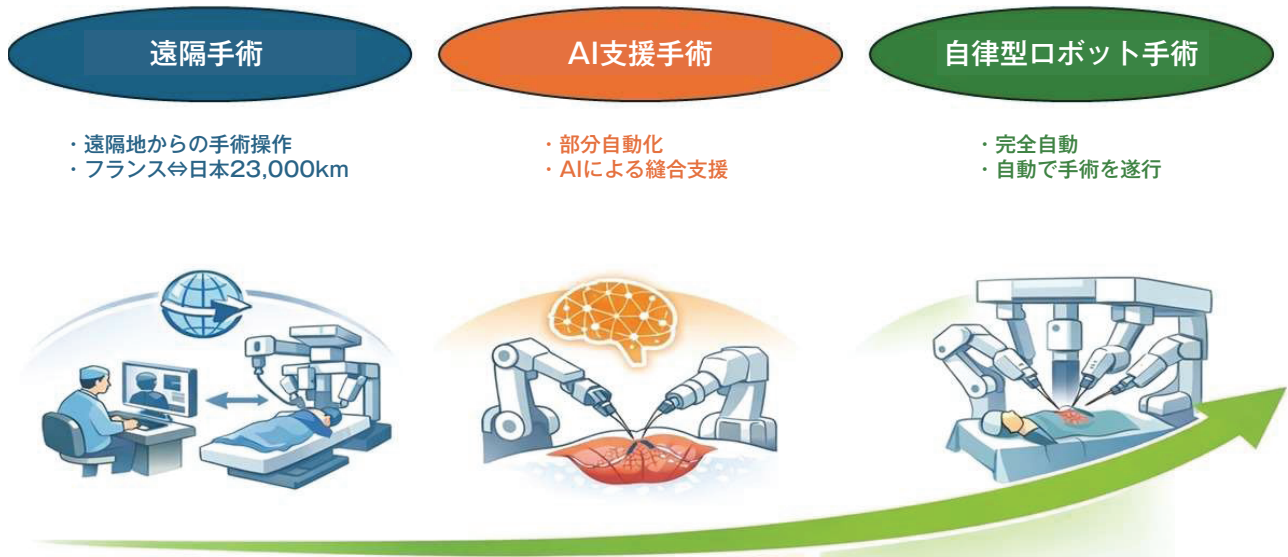 遠隔手術
・遠隔地からの手術操作
・フランス⇔日本23,000km
AI支援手術
・部分自動化
・AIによる縫合支援
自律型ロボット手術
・完全自動
・自動で手術を遂行